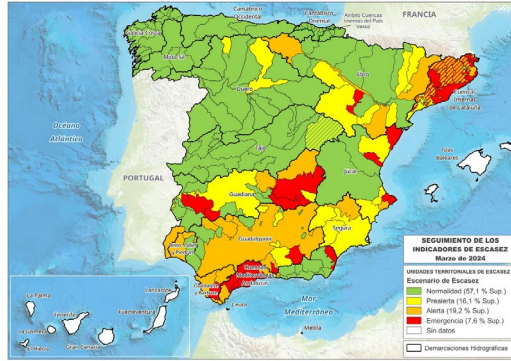 Cantábrico
Occidental
Cantábrico
Oriental
Ámbito Cuencas
Internas del País
Vasco
FRANCIA
Galicia-Costa
Miño-Sil
Duero
Ebro
Cuencas
Internas
de Cataluña
Océano
Atlántico
Tajo
Islas
Baleares
PORTUGAL
Júcar
Guadiana
Segura
Guadalquivir
Tinto, Odiel
y Piedras
Cuencas
Mediterráneas
Andaluzas
Guadalete
y Barbate
Ceuta
Mar
Mediterráneo
Melilla
La Palma
Lanzarote
Tenerife
Fuerteventura
La Gomera
El Hierro
Gran Canaria
SEGUIMIENTO DE LOS
INDICADORES DE ESCASEZ
Marzo de 2024
UNIDADES TERRITORIALES DE ESCASEZ
Escenario de Escasez
Normalidad (57,1 % Sup.)
Prealerta (16,1 % Sup.)
Alerta (19,2 % Sup.)
Emergencia (7,6 % Sup.)
Sin datos
Demarcaciones Hidrográficas